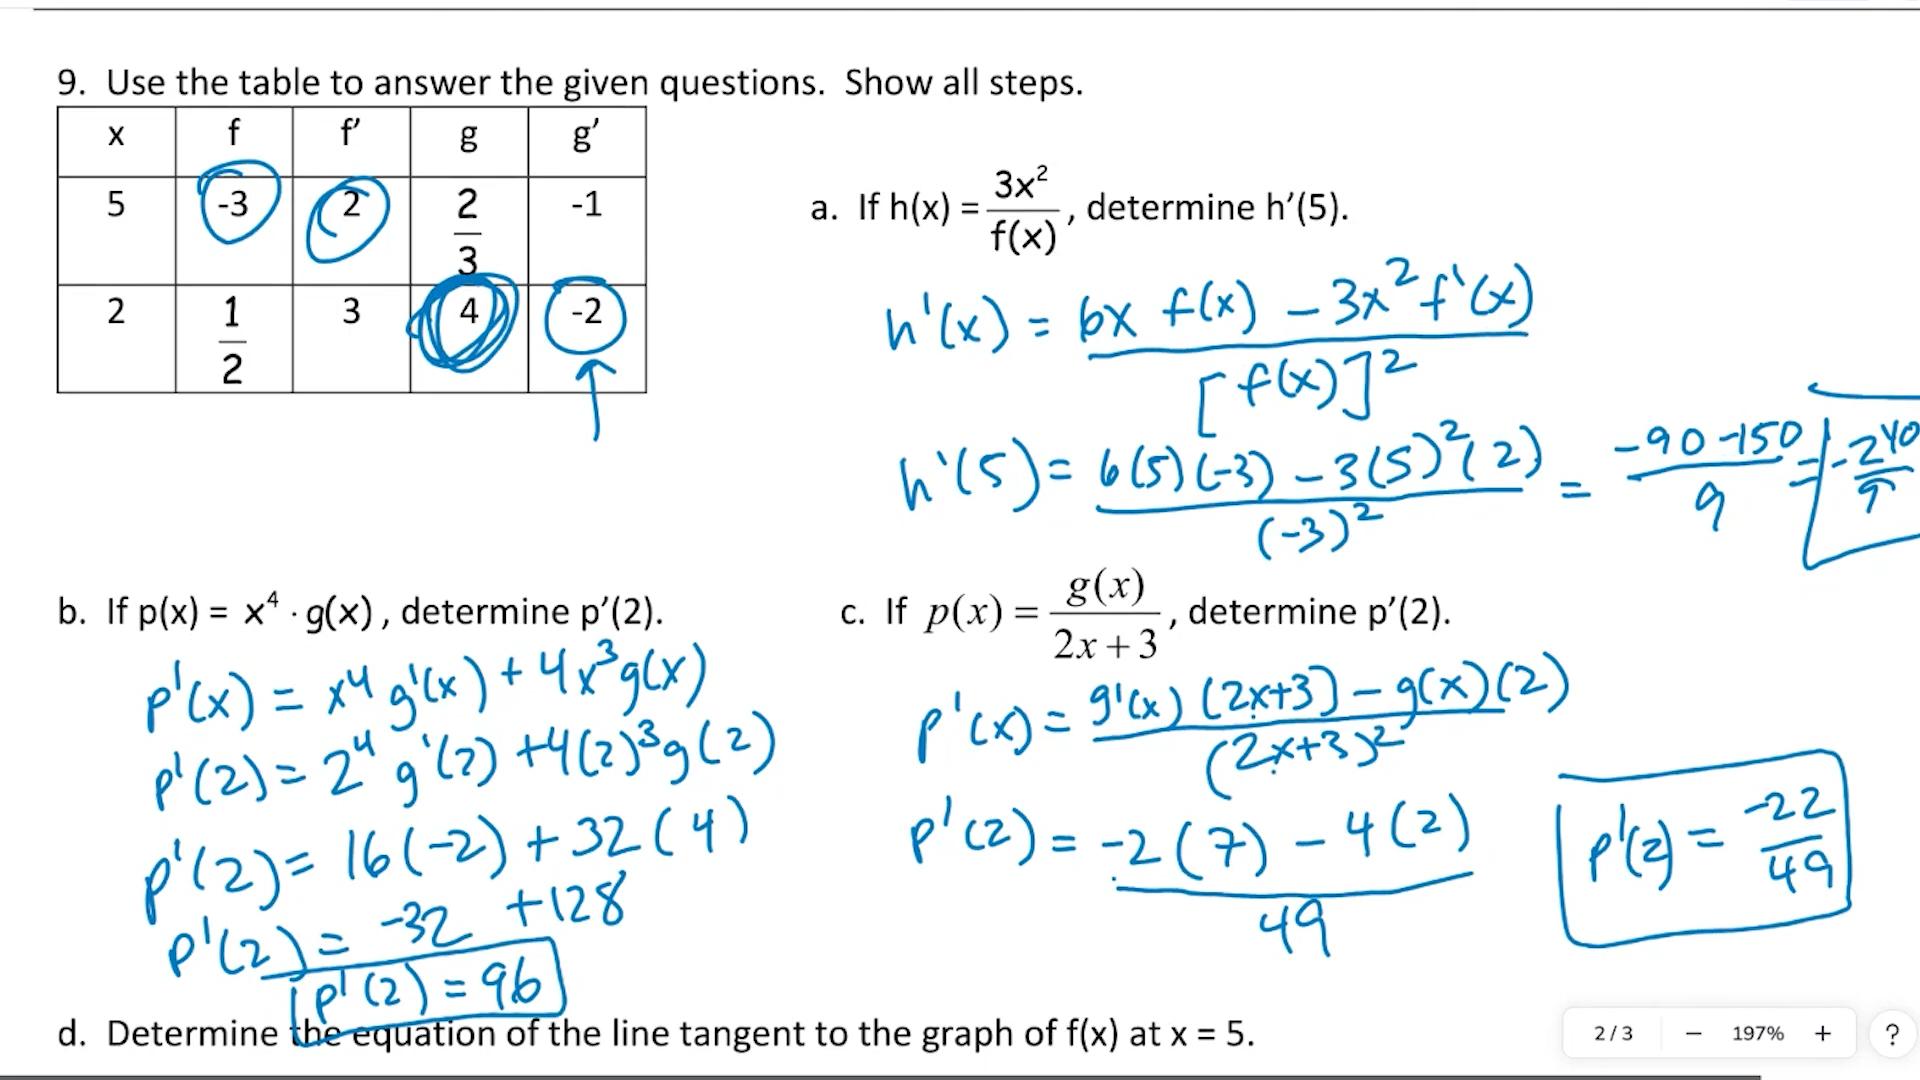 9. Use the table to answer the given questions. Show all steps.
x f f’ g g’
5 -3 2 2/3 -1
2 1/2 3 4 -2
a. If h(x) = 3x²/f(x), determine h’(5).
h'(x) = 6x f(x) - 3x² f'(x) / [f(x)]²
h'(5) = 6(5)(-3) - 3(5)²(2) / (-3)² = -90-150 / 9 = -240/9
b. If p(x) = x⁴ · g(x), determine p’(2).
p'(x) = x⁴ g'(x) + 4x³g(x)
p'(2) = 2⁴ g'(2) + 4(2)³g(2)
p'(2) = 16(-2) + 32(4)
p'(2) = -32 + 128
p'(2) = 96
c. If p(x) = g(x)/2x + 3, determine p’(2).
p'(x) = g'(x)(2x+3) - g(x)(2) / (2x+3)²
p'(2) = -2(7) - 4(2) / 49
p'(2) = -22/49
d. Determine the equation of the line tangent to the graph of f(x) at x = 5.
2 / 3 − 197% + ?